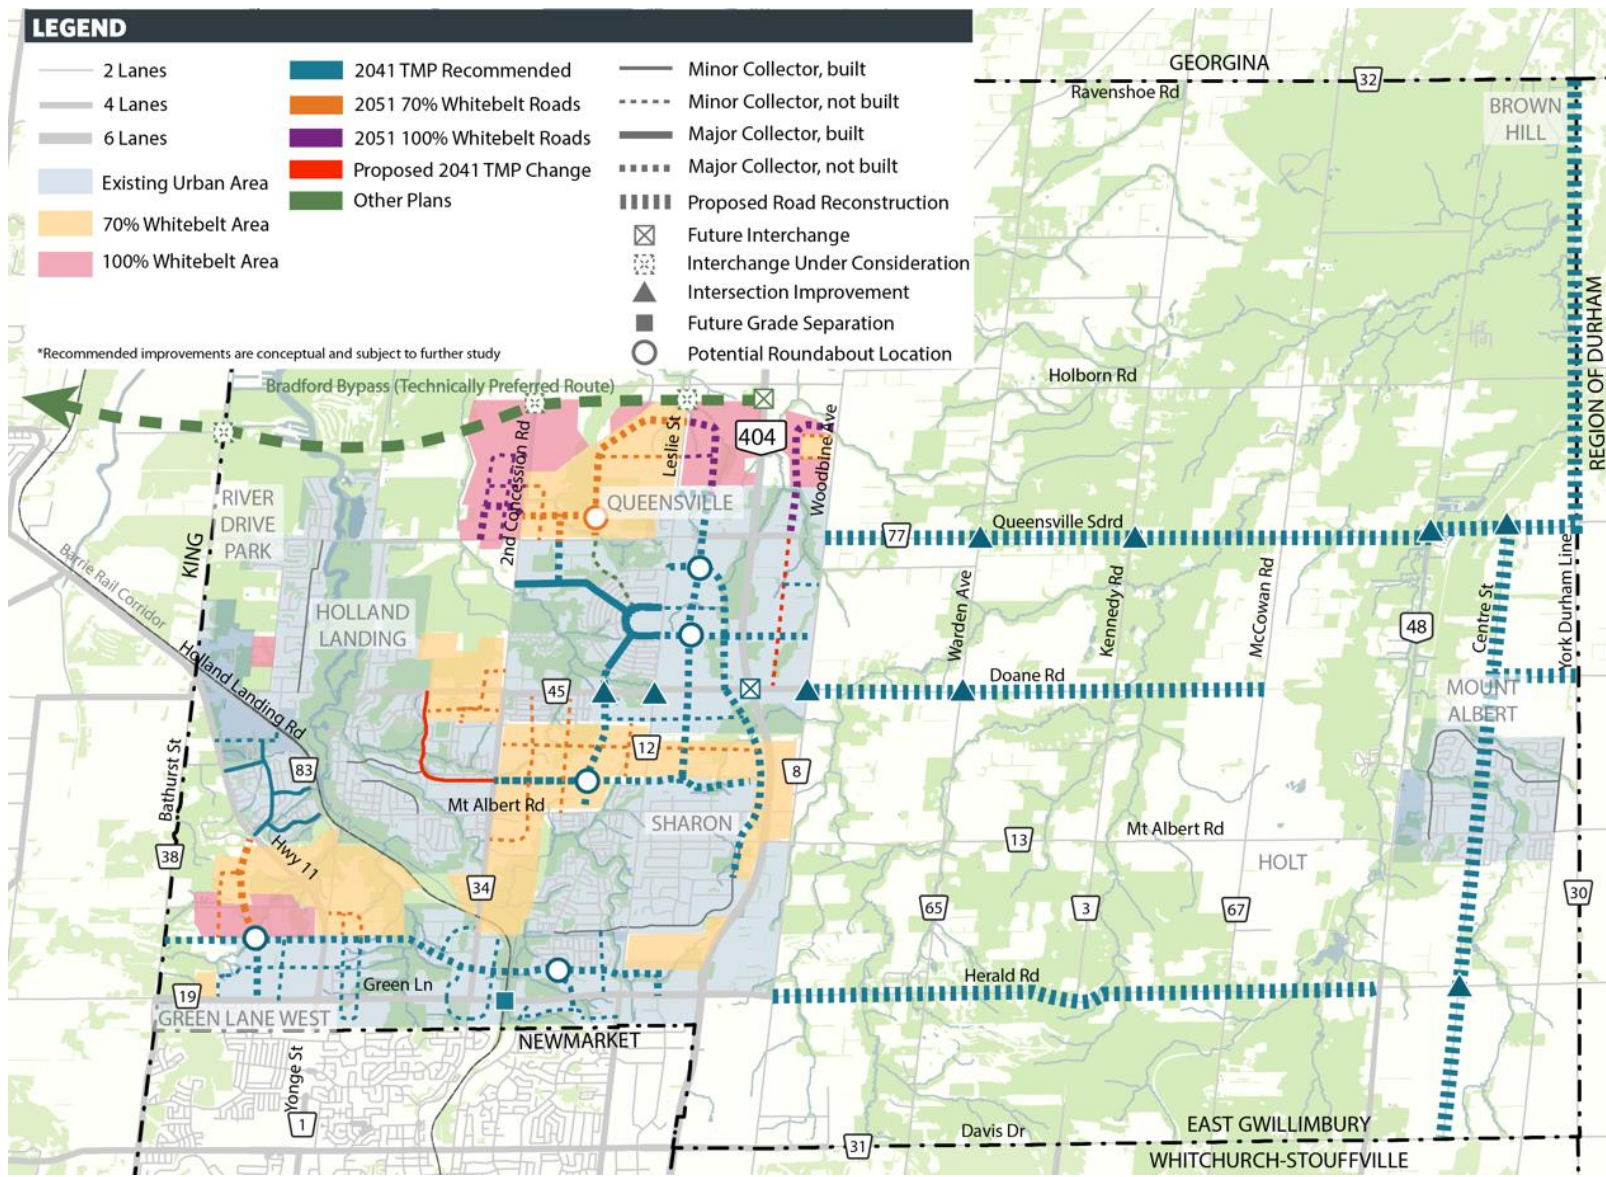 LEGEND
2 Lanes
4 Lanes
6 Lanes
Existing Urban Area
70% Whitebelt Area
100% Whitebelt Area
2041 TMP Recommended
2051 70% Whitebelt Roads
2051 100% Whitebelt Roads
Proposed 2041 TMP Change
Other Plans
Minor Collector, built
Minor Collector, not built
Major Collector, built
Major Collector, not built
Proposed Road Reconstruction
Future Interchange
Interchange Under Consideration
Intersection Improvement
Future Grade Separation
Potential Roundabout Location
*Recommended improvements are conceptual and subject to further study
GEORGINA
32
Ravenshoe Rd
BROWN
HILL
REGION OF DURHAM
Holborn Rd
Bradford Bypass (Technically Preferred Route)
404
Leslie St
2nd Concession Rd
Woodbine Ave
QUEENSVILLE
RIVER
DRIVE
PARK
KING
Barrie Rail Corridor
77
Queensville Sdrd
HOLLAND
LANDING
Warden Ave
Kennedy Rd
McCowan Rd
48
Centre St
York Durham Line
Holland Landing Rd
45
Doane Rd
MOUNT
ALBERT
12
83
8
Bathurst St
Mt Albert Rd
SHARON
13
Mt Albert Rd
HOLT
38
Hwy 11
34
65
3
67
30
Green Ln
Herald Rd
19
GREEN LANE WEST
NEWMARKET
Yonge St
1
31
Davis Dr
EAST GWILLIMBURY
WHITCHURCH-STOUFFVILLE